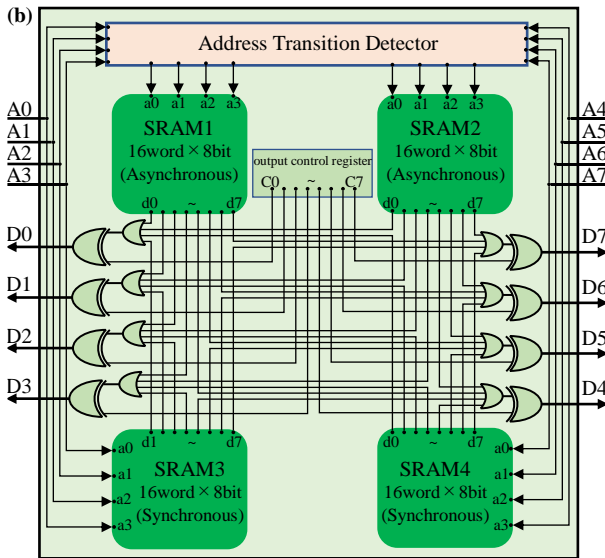 (b)
Address Transition Detector
A0
A1
A2
A3
A4
A5
A6
A7
a0 a1 a2 a3
SRAM1
16word × 8bit
(Asynchronous)
d0 ~ d7
output control register
C0 ~ C7
a0 a1 a2 a3
SRAM2
16word × 8bit
(Asynchronous)
d0 ~ d7
D0
D1
D2
D3
D7
D6
D5
D4
d1 ~ d7
SRAM3
16word × 8bit
(Synchronous)
a0
a1
a2
a3
d0 ~ d7
SRAM4
16word × 8bit
(Synchronous)
a0
a1
a2
a3